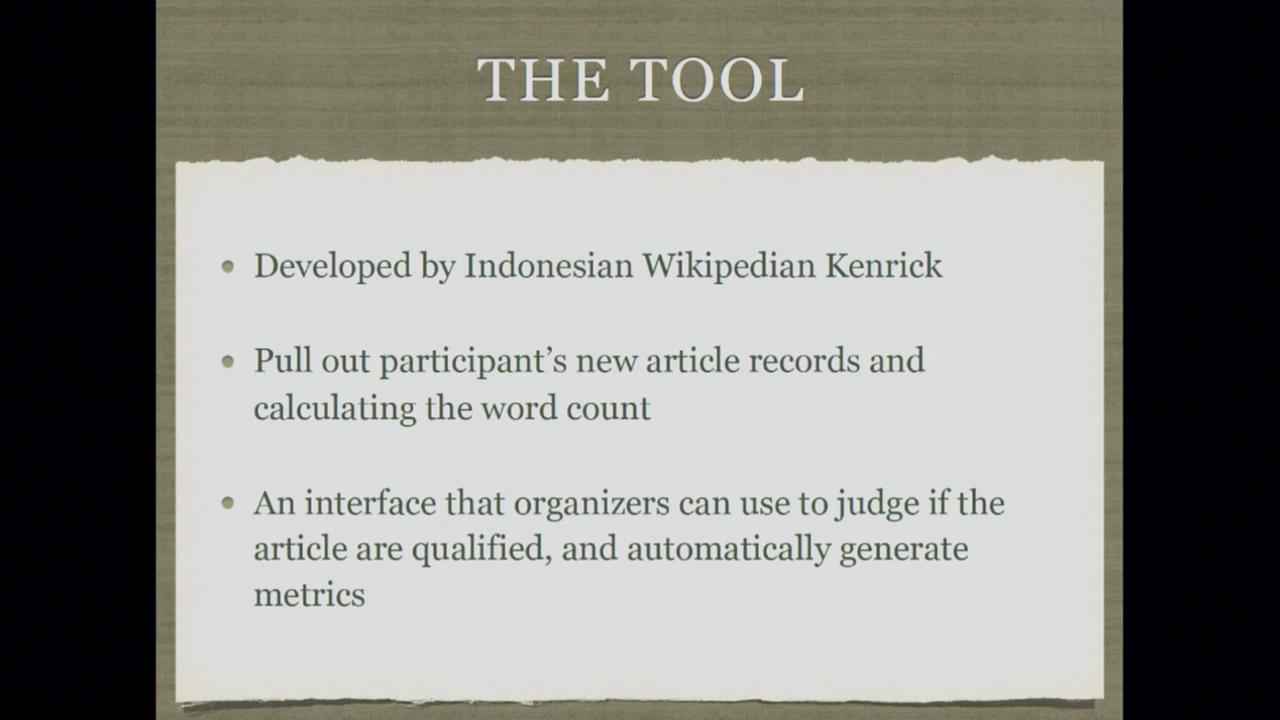 THE TOOL
Developed by Indonesian Wikipedian Kenrick
Pull out participant’s new article records and
calculating the word count
An interface that organizers can use to judge if the
article are qualified, and automatically generate
metrics